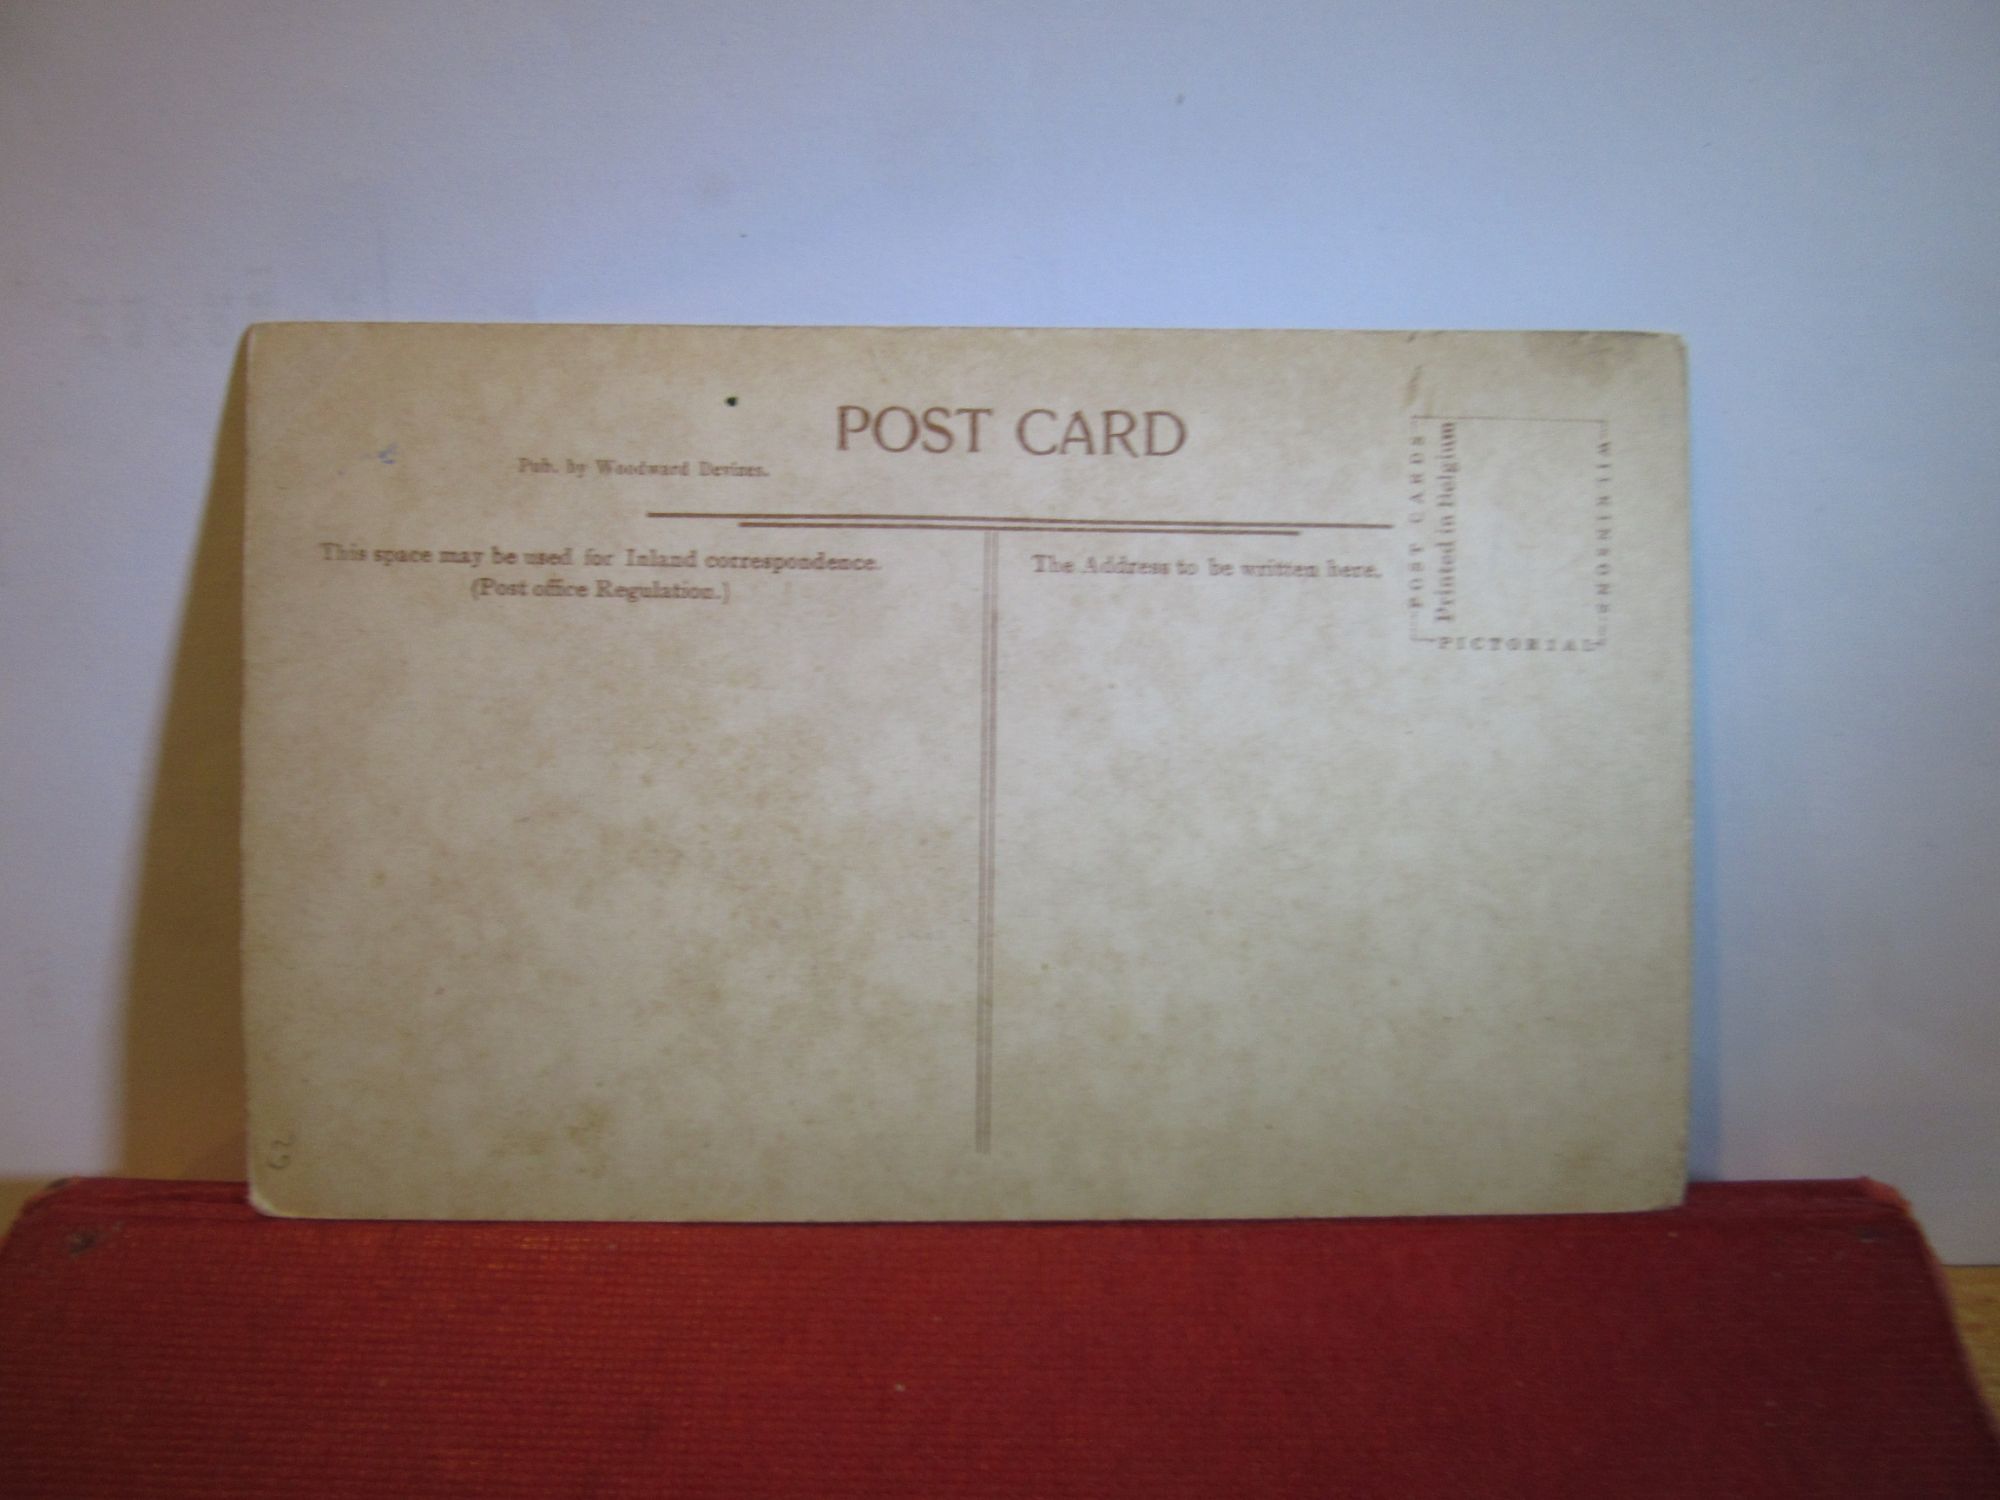 POST CARD
Pub. by Woodward Devizes.
This space may be used for Inland correspondence.
(Post office Regulation.)
The Address to be written here.
POST CARDS
Printed in Belgium
PICTORIAL